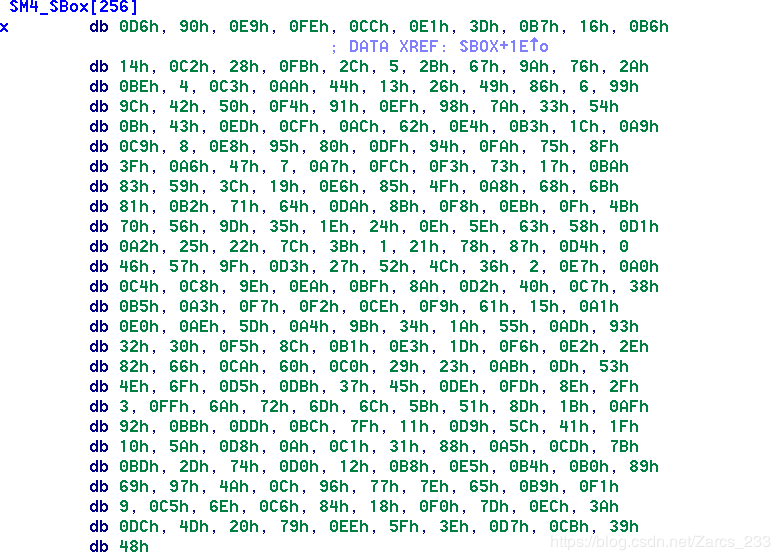 SM4_SBox[256]
x db 0D6h, 90h, 0E9h, 0FEh, 0CCh, 0E1h, 3Dh, 0B7h, 16h, 0B6h
; DATA XREF: SBOX+1E↑o
db 14h, 0C2h, 28h, 0FBh, 2Ch, 5, 2Bh, 67h, 9Ah, 76h, 2Ah
db 0BEh, 4, 0C3h, 0AAh, 44h, 13h, 26h, 49h, 86h, 6, 99h
db 9Ch, 42h, 50h, 0F4h, 91h, 0EFh, 98h, 7Ah, 33h, 54h
db 0Bh, 43h, 0EDh, 0CFh, 0ACh, 62h, 0E4h, 0B3h, 1Ch, 0A9h
db 0C9h, 8, 0E8h, 95h, 80h, 0DFh, 94h, 0FAh, 75h, 8Fh
db 3Fh, 0A6h, 47h, 7, 0A7h, 0FCh, 0F3h, 73h, 17h, 0BAh
db 83h, 59h, 3Ch, 19h, 0E6h, 85h, 4Fh, 0A8h, 68h, 6Bh
db 81h, 0B2h, 71h, 64h, 0DAh, 8Bh, 0F8h, 0EBh, 0Fh, 4Bh
db 70h, 56h, 9Dh, 35h, 1Eh, 24h, 0Eh, 5Eh, 63h, 58h, 0D1h
db 0A2h, 25h, 22h, 7Ch, 3Bh, 1, 21h, 78h, 87h, 0D4h, 0
db 46h, 57h, 9Fh, 0D3h, 27h, 52h, 4Ch, 36h, 2, 0E7h, 0A0h
db 0C4h, 0C8h, 9Eh, 0EAh, 0BFh, 8Ah, 0D2h, 40h, 0C7h, 38h
db 0B5h, 0A3h, 0F7h, 0F2h, 0CEh, 0F9h, 61h, 15h, 0A1h
db 0E0h, 0AEh, 5Dh, 0A4h, 9Bh, 34h, 1Ah, 55h, 0ADh, 93h
db 32h, 30h, 0F5h, 8Ch, 0B1h, 0E3h, 1Dh, 0F6h, 0E2h, 2Eh
db 82h, 66h, 0CAh, 60h, 0C0h, 29h, 23h, 0ABh, 0Dh, 53h
db 4Eh, 6Fh, 0D5h, 0DBh, 37h, 45h, 0DEh, 0FDh, 8Eh, 2Fh
db 3, 0FFh, 6Ah, 72h, 6Dh, 6Ch, 5Bh, 51h, 8Dh, 1Bh, 0AFh
db 92h, 0BBh, 0DDh, 0BCh, 7Fh, 11h, 0D9h, 5Ch, 41h, 1Fh
db 10h, 5Ah, 0D8h, 0Ah, 0C1h, 31h, 88h, 0A5h, 0CDh, 7Bh
db 0BDh, 2Dh, 74h, 0D0h, 12h, 0B8h, 0E5h, 0B4h, 0B0h, 89h
db 69h, 97h, 4Ah, 0Ch, 96h, 77h, 7Eh, 65h, 0B9h, 0F1h
db 9, 0C5h, 6Eh, 0C6h, 84h, 18h, 0F0h, 7Dh, 0ECh, 3Ah
db 0DCh, 4Dh, 20h, 79h, 0EEh, 5Fh, 3Eh, 0D7h, 0CBh, 39h
db 48h
https://blog.csdn.net/Zarcs_233